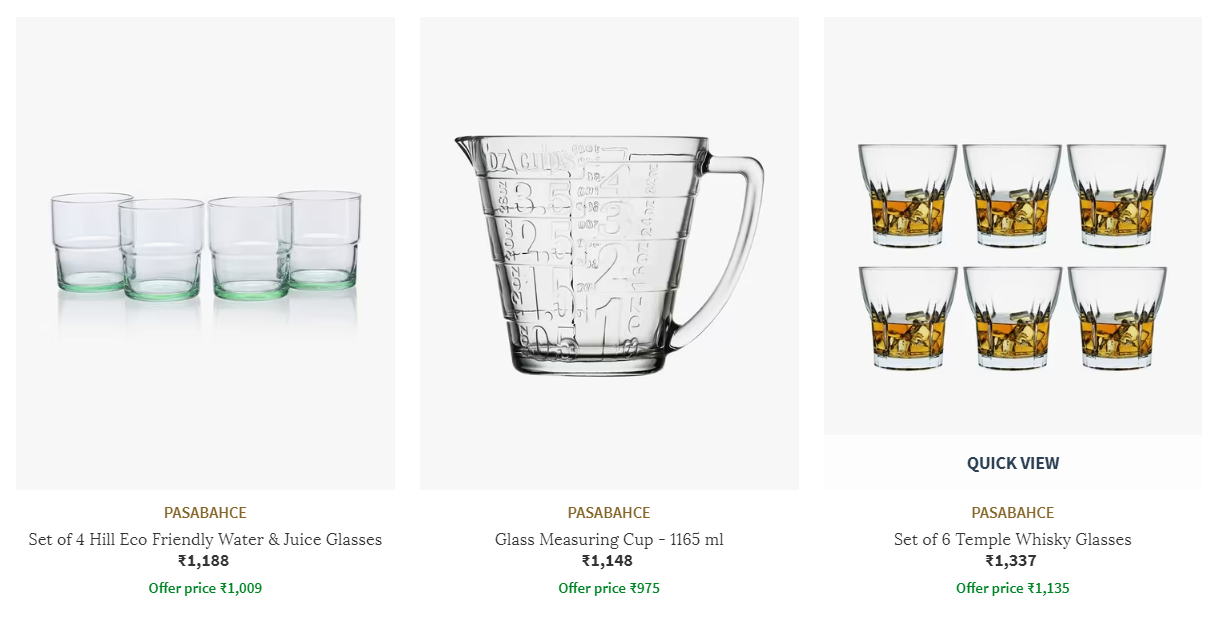 QUICK VIEW
PASABAHCE
Set of 4 Hill Eco Friendly Water & Juice Glasses
₹1,188
Offer price ₹1,009
PASABAHCE
Glass Measuring Cup - 1165 ml
₹1,148
Offer price ₹975
PASABAHCE
Set of 6 Temple Whisky Glasses
₹1,337
Offer price ₹1,135